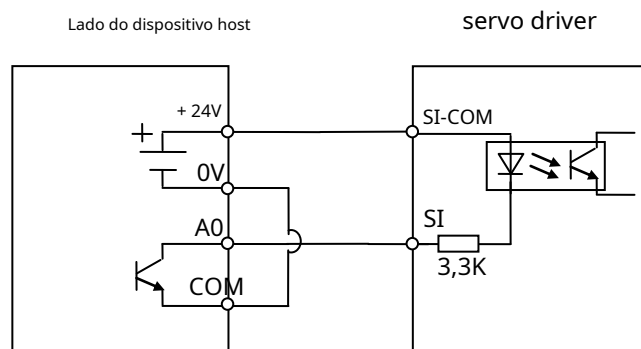 Lado do dispositivo host
servo driver
+ 24V
SI-COM
0V
A0
SI
3,3K
COM